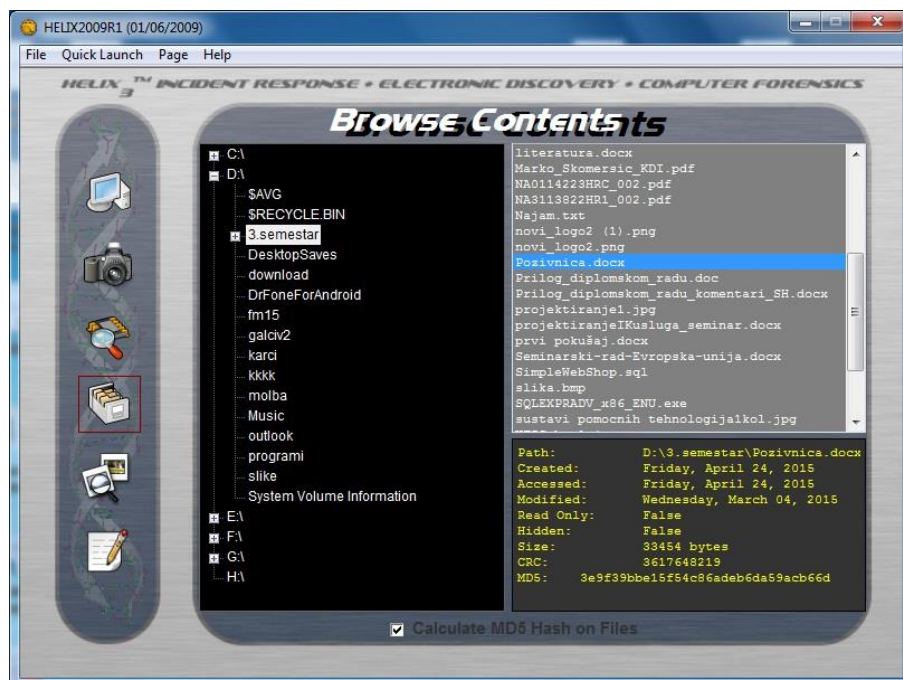 HELIX2009R1 (01/06/2009)
File Quick Launch Page Help
HELIX 3 ™ INCIDENT RESPONSE • ELECTRONIC DISCOVERY • COMPUTER FORENSICS
Browse Contents
C:\
D:\
$AVG
$RECYCLE.BIN
3.semestar
DesktopSaves
download
DrFoneForAndroid
fm15
galciv2
karci
kkkk
molba
Music
outlook
programi
slike
System Volume Information
E:\
F:\
G:\
H:\
literatura.docx
Marko_Skomersic_KDI.pdf
NA0114223HRC_002.pdf
NA3113822HR1_002.pdf
Najam.txt
novi_logo2 (1).png
novi_logo2.png
Pozivnica.docx
Prilog_diplomskom_radu.doc
Prilog_diplomskom_radu_komentari_SH.docx
projektiranje1.jpg
projektiranjeIKusluga_seminar.docx
prvi pokušaj.docx
Seminarski-rad-Evropska-unija.docx
SimpleWebShop.sql
slika.bmp
SQLEXPRADV_x86_ENU.exe
sustavi pomocnih tehnologija1kol.jpg
Path: D:\3.semestar\Pozivnica.docx
Created: Friday, April 24, 2015
Accessed: Friday, April 24, 2015
Modified: Wednesday, March 04, 2015
Read Only: False
Hidden: False
Size: 33454 bytes
CRC: 3617648219
MD5: 3e9f39bbe15f54c86adeb6da59acb66d
Calculate MD5 Hash on Files